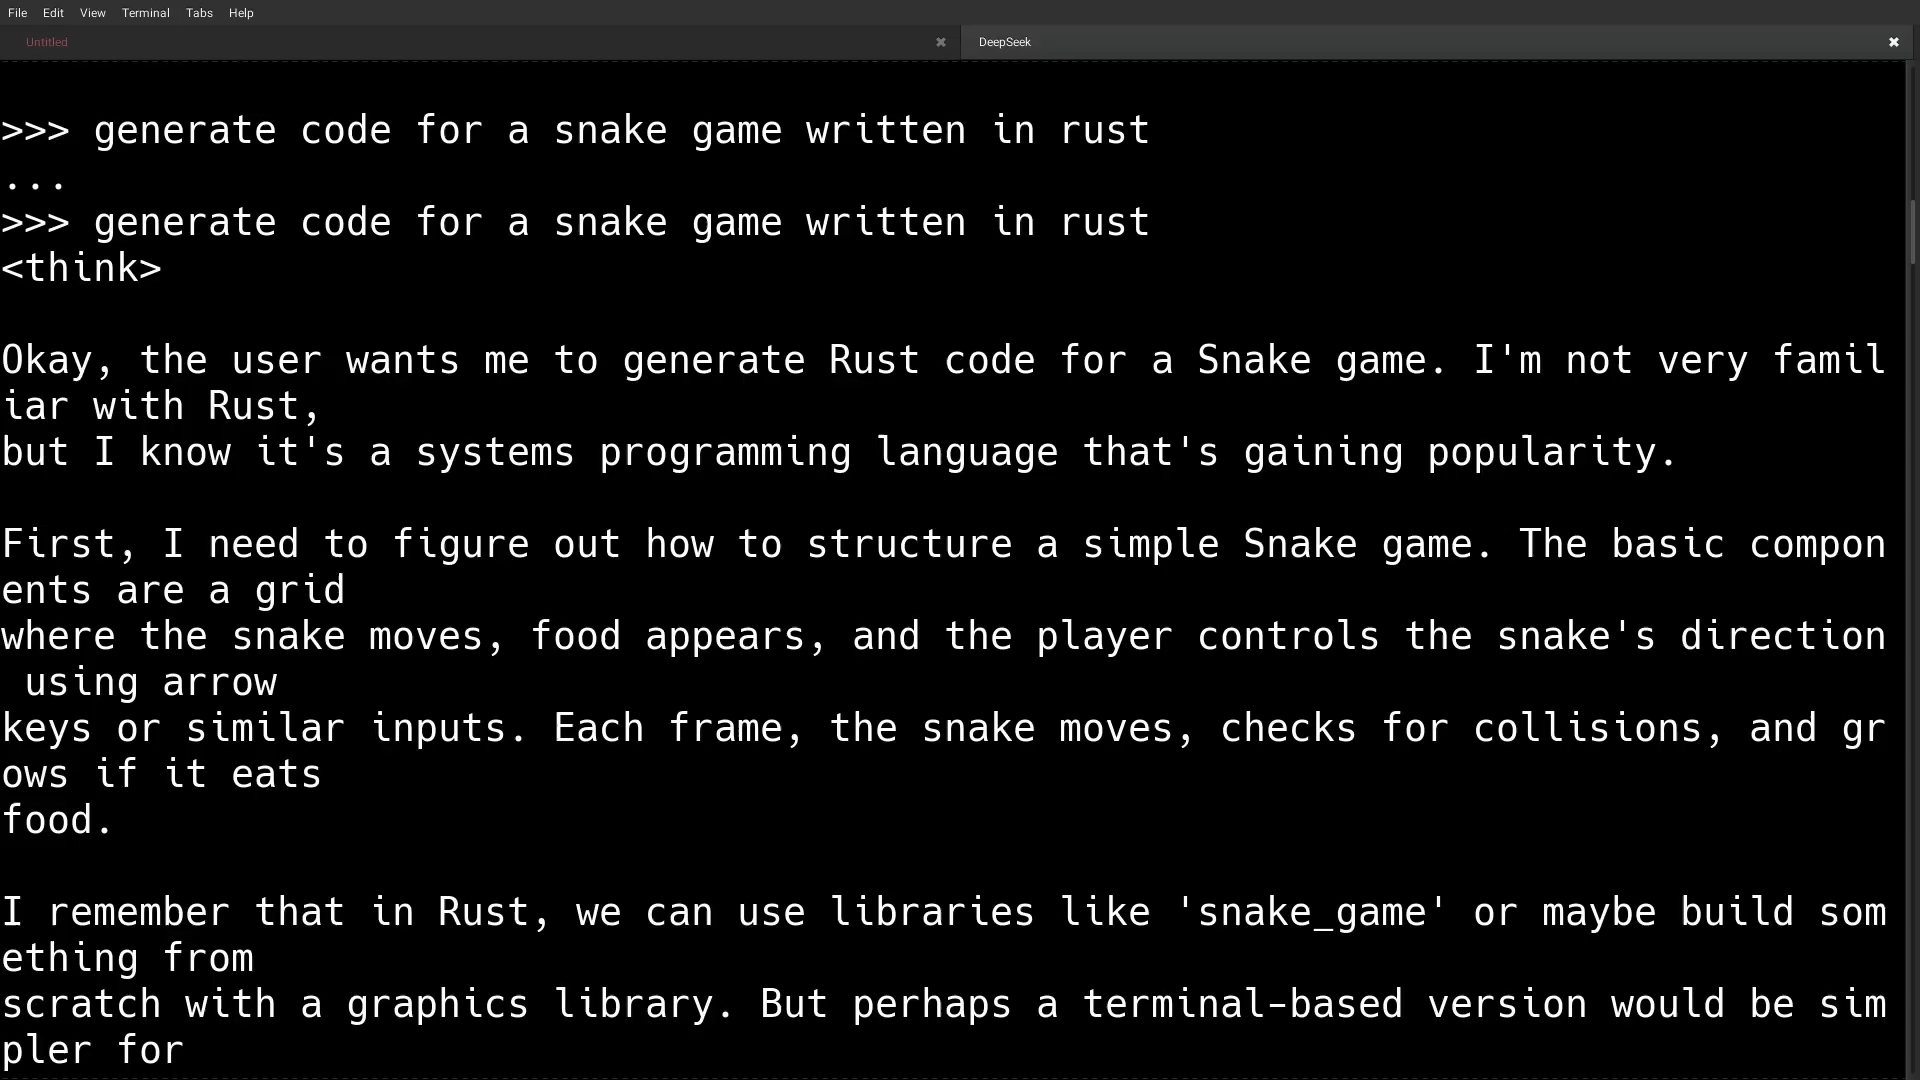 File Edit View Terminal Tabs Help
Untitled
DeepSeek
>>> generate code for a snake game written in rust
...
>>> generate code for a snake game written in rust
<think>
Okay, the user wants me to generate Rust code for a Snake game. I'm not very famil
iar with Rust,
but I know it's a systems programming language that's gaining popularity.
First, I need to figure out how to structure a simple Snake game. The basic compon
ents are a grid
where the snake moves, food appears, and the player controls the snake's direction
 using arrow
keys or similar inputs. Each frame, the snake moves, checks for collisions, and gr
ows if it eats
food.
I remember that in Rust, we can use libraries like 'snake_game' or maybe build som
ething from
scratch with a graphics library. But perhaps a terminal-based version would be sim
pler for